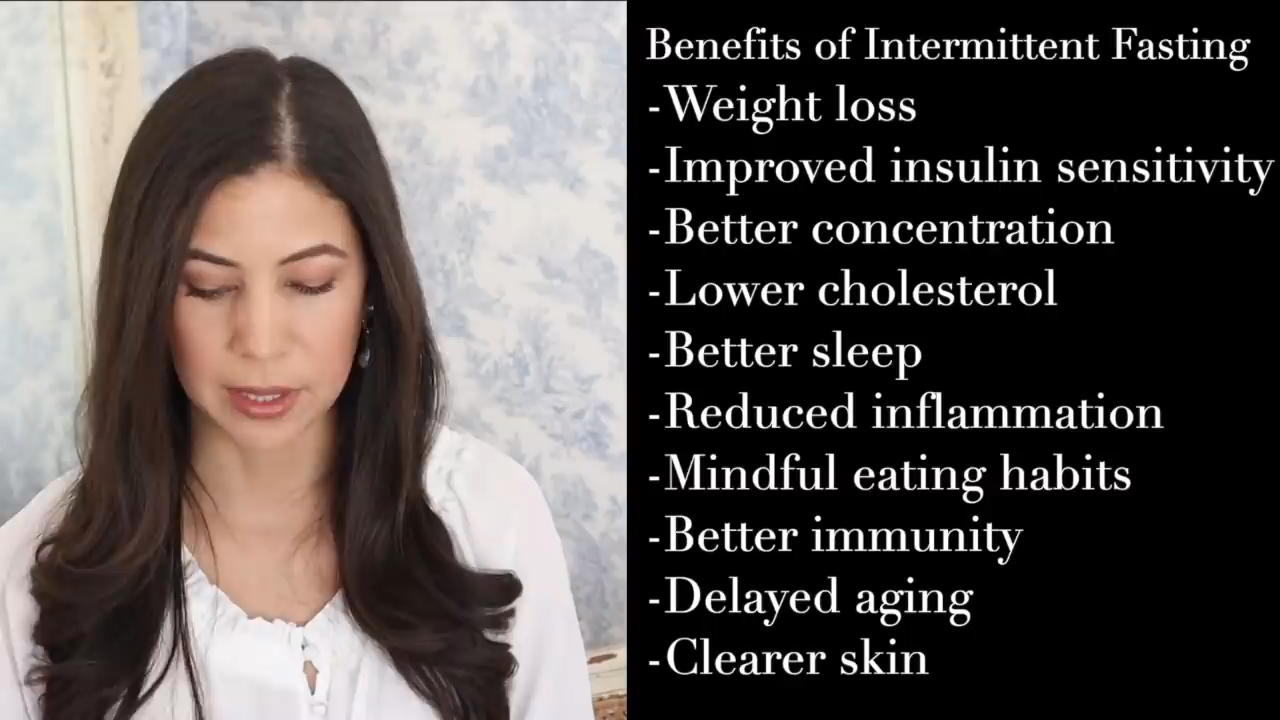 Benefits of Intermittent Fasting
-Weight loss
-Improved insulin sensitivity
-Better concentration
-Lower cholesterol
-Better sleep
-Reduced inflammation
-Mindful eating habits
-Better immunity
-Delayed aging
-Clearer skin